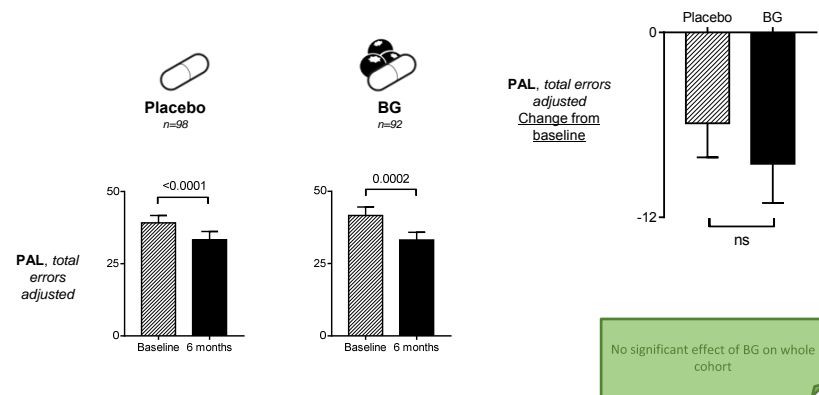 Placebo
n=98
BG
n=92
PAL, total errors
adjusted
Change from
baseline
Placebo BG
0
-12
ns
PAL, total
errors
adjusted
<0.0001
50
25
0
Baseline 6 months
0.0002
50
25
0
Baseline 6 months
No significant effect of BG on whole
cohort